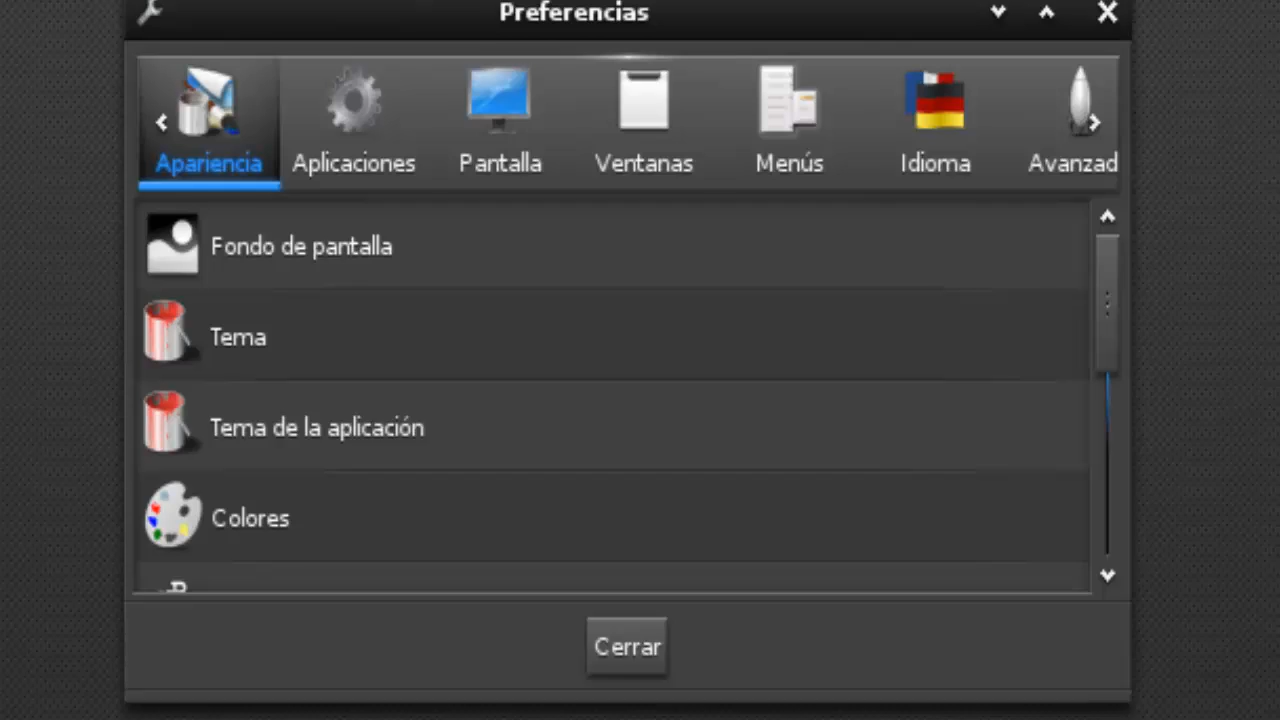 Preferencias
Apariencia
Aplicaciones
Pantalla
Ventanas
Menús
Idioma
Avanzad
Fondo de pantalla
Tema
Tema de la aplicación
Colores
Cerrar